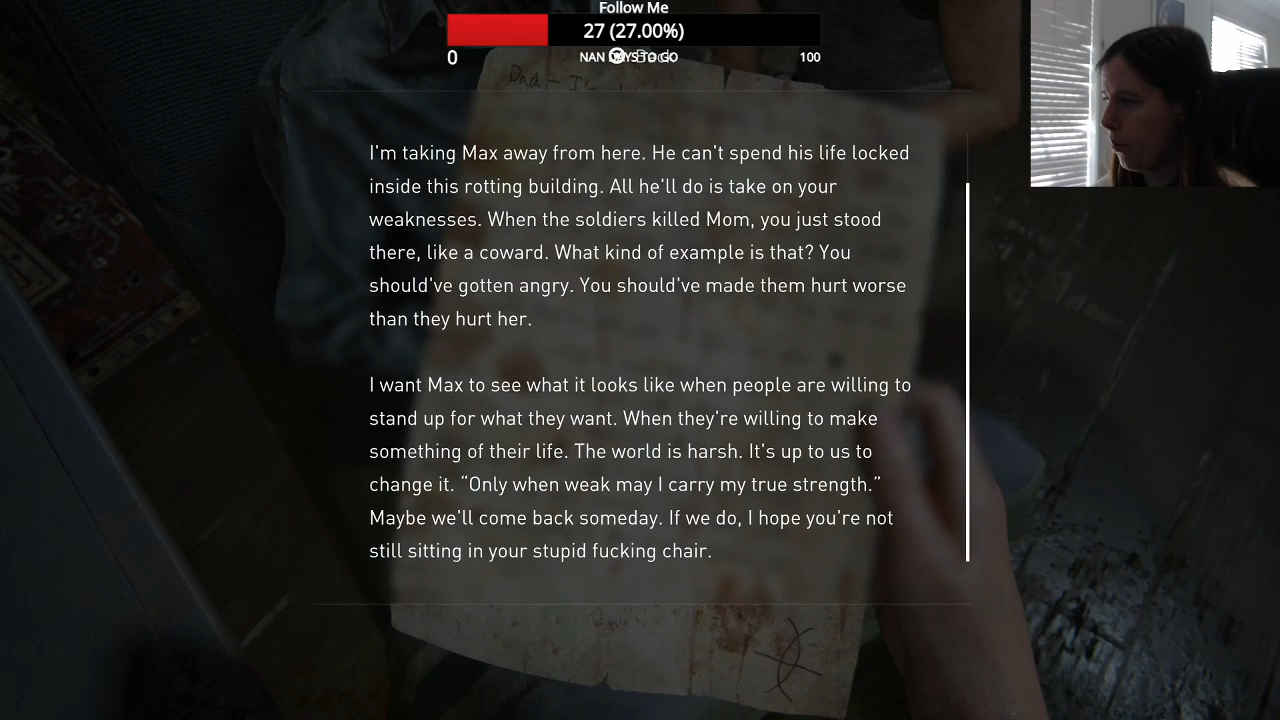 Follow Me
27 (27.00%)
0
NAN DAYS TO GO
Back
100
Dad - I'm
I'm taking Max away from here. He can't spend his life locked
inside this rotting building. All he'll do is take on your
weaknesses. When the soldiers killed Mom, you just stood
there, like a coward. What kind of example is that? You
should've gotten angry. You should've made them hurt worse
than they hurt her.
I want Max to see what it looks like when people are willing to
stand up for what they want. When they're willing to make
something of their life. The world is harsh. It's up to us to
change it. “Only when weak may I carry my true strength.”
Maybe we'll come back someday. If we do, I hope you're not
still sitting in your stupid fucking chair.